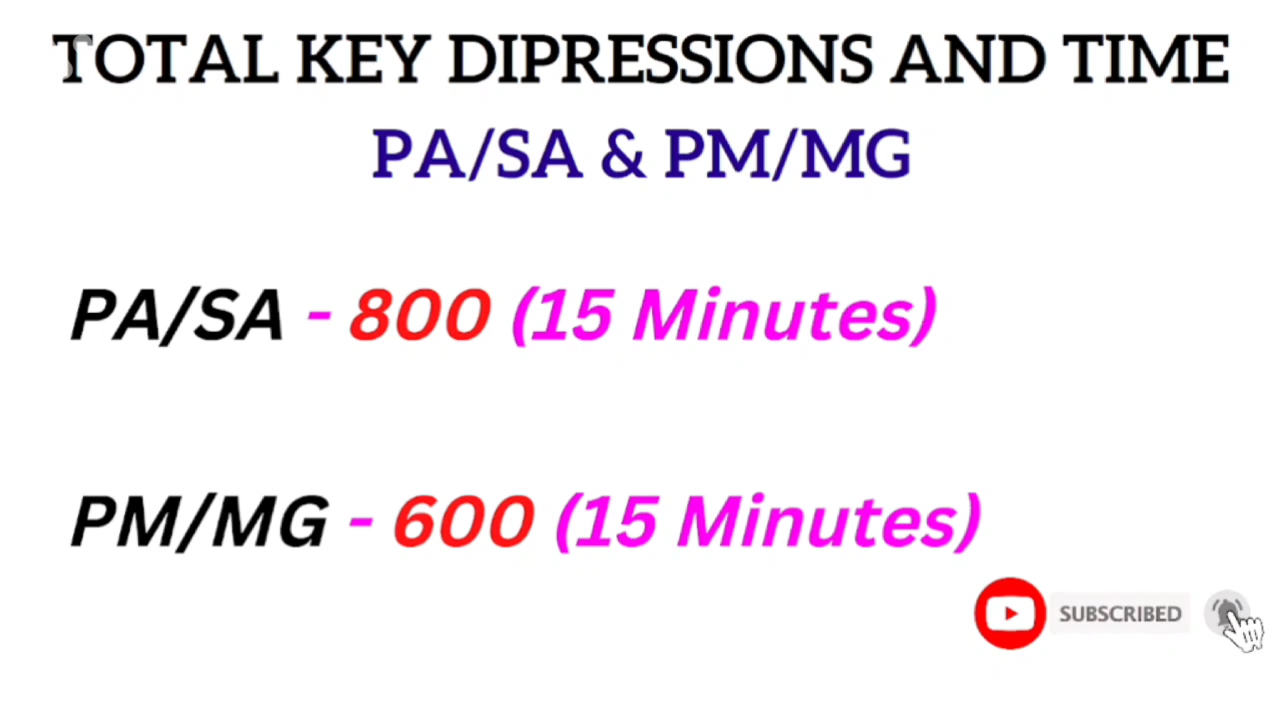 TOTAL KEY DIPRESSIONS AND TIME
PA/SA & PM/MG
PA/SA - 800 (15 Minutes)
PM/MG - 600 (15 Minutes)
SUBSCRIBED